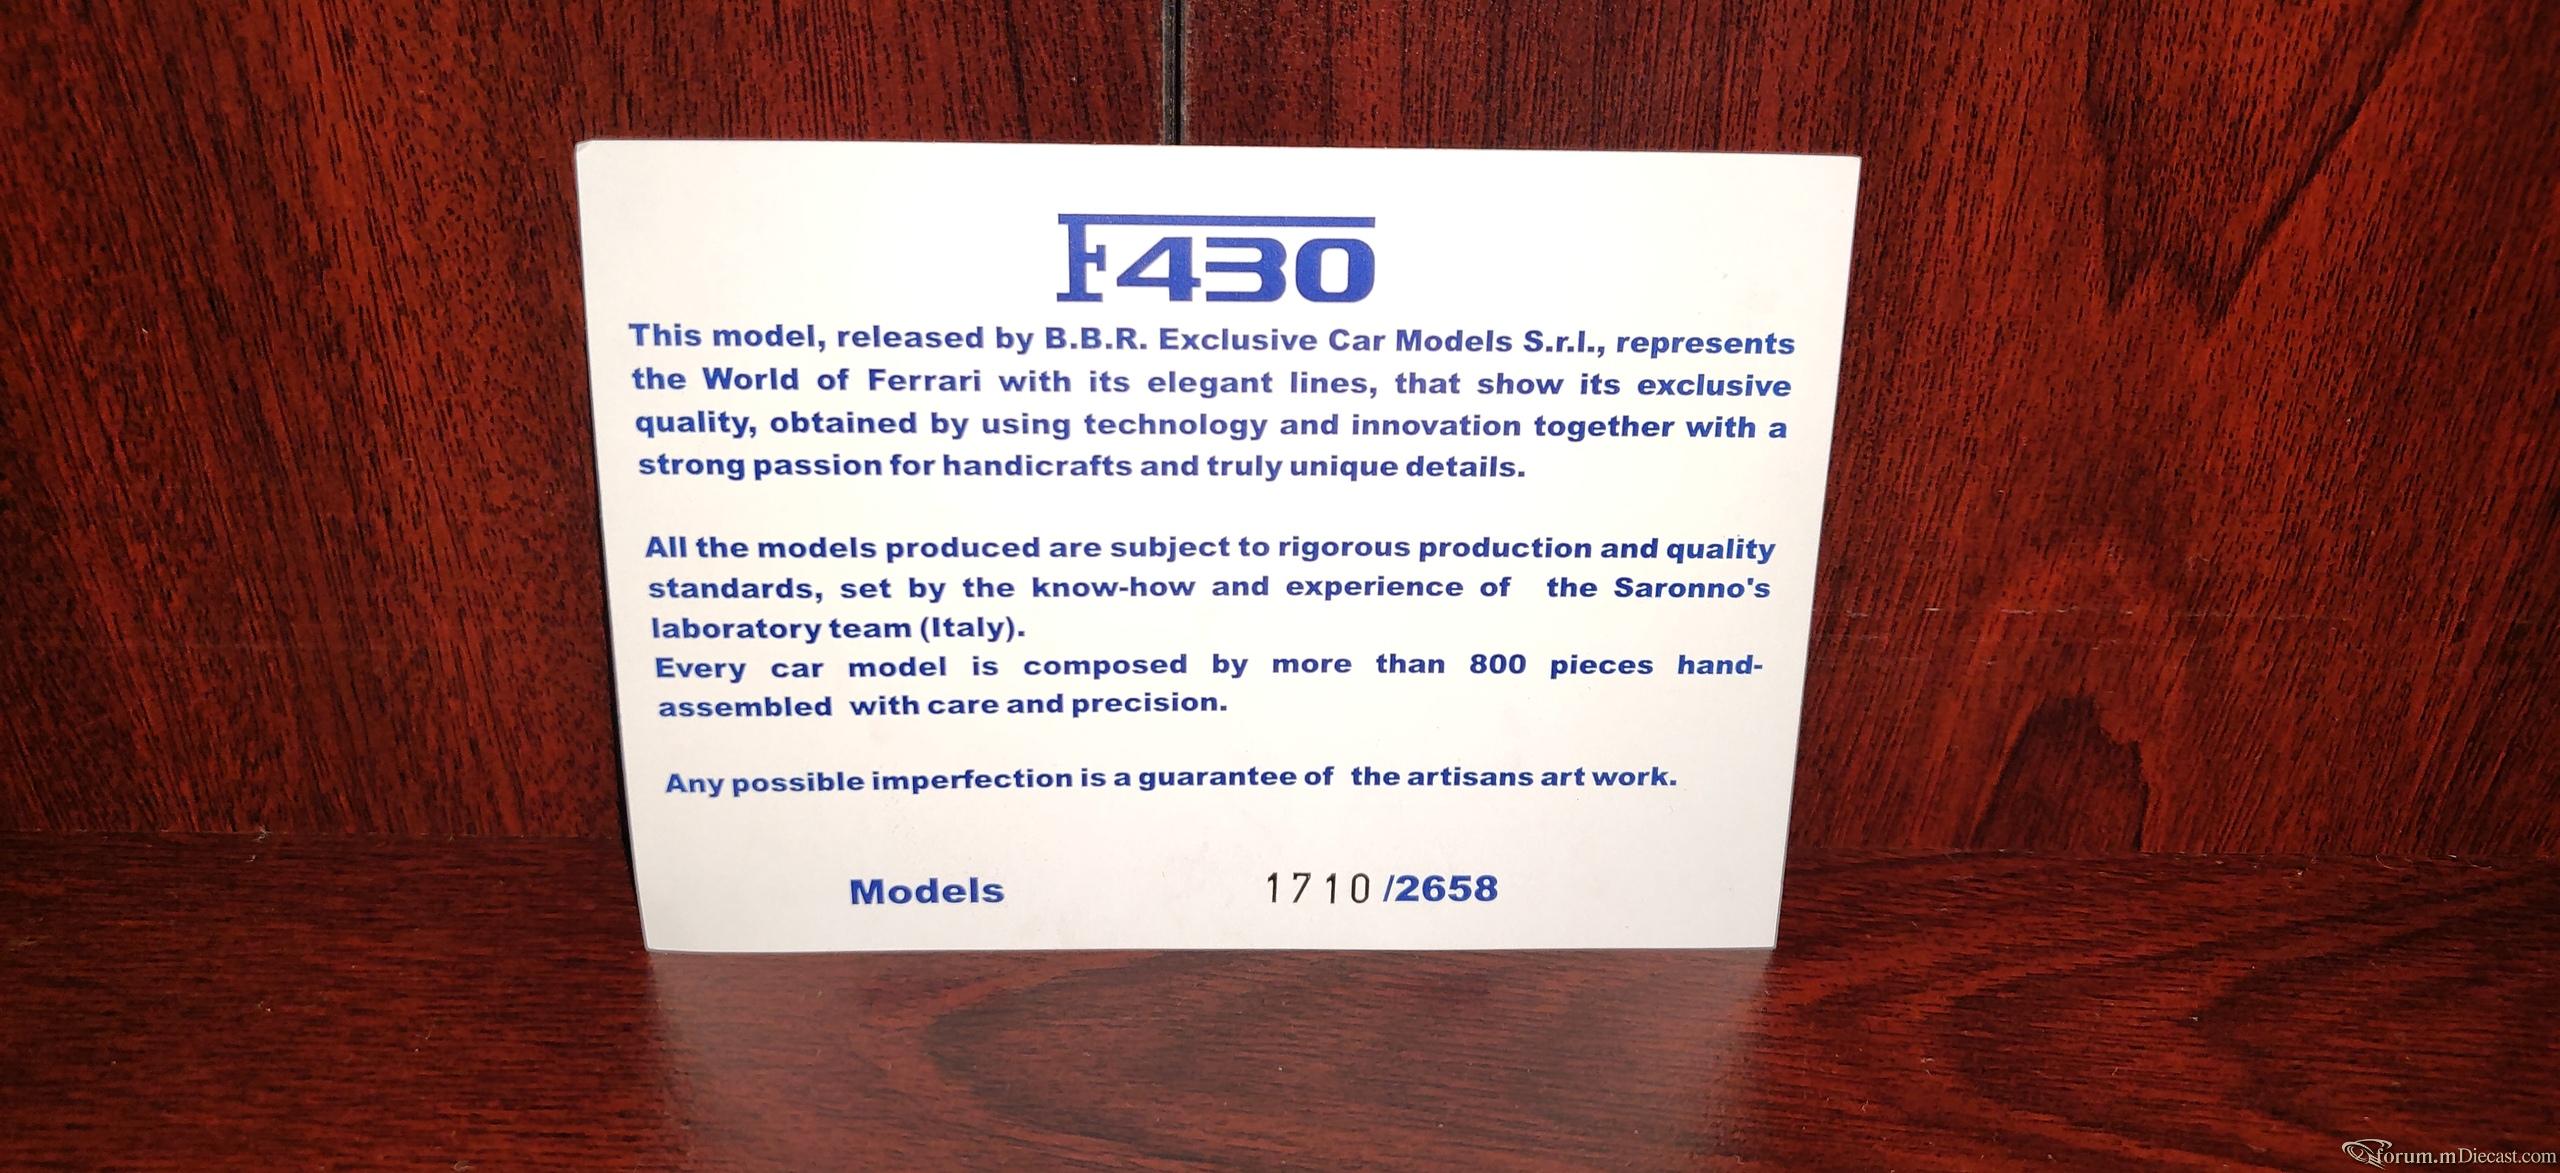 F430
This model, released by B.B.R. Exclusive Car Models S.r.l., represents
the World of Ferrari with its elegant lines, that show its exclusive
quality, obtained by using technology and innovation together with a
strong passion for handicrafts and truly unique details.
All the models produced are subject to rigorous production and quality
standards, set by the know-how and experience of the Saronno's
laboratory team (Italy).
Every car model is composed by more than 800 pieces hand-
assembled with care and precision.
Any possible imperfection is a guarantee of the artisans art work.
Models 1710 /2658
forum.mDiecast.com